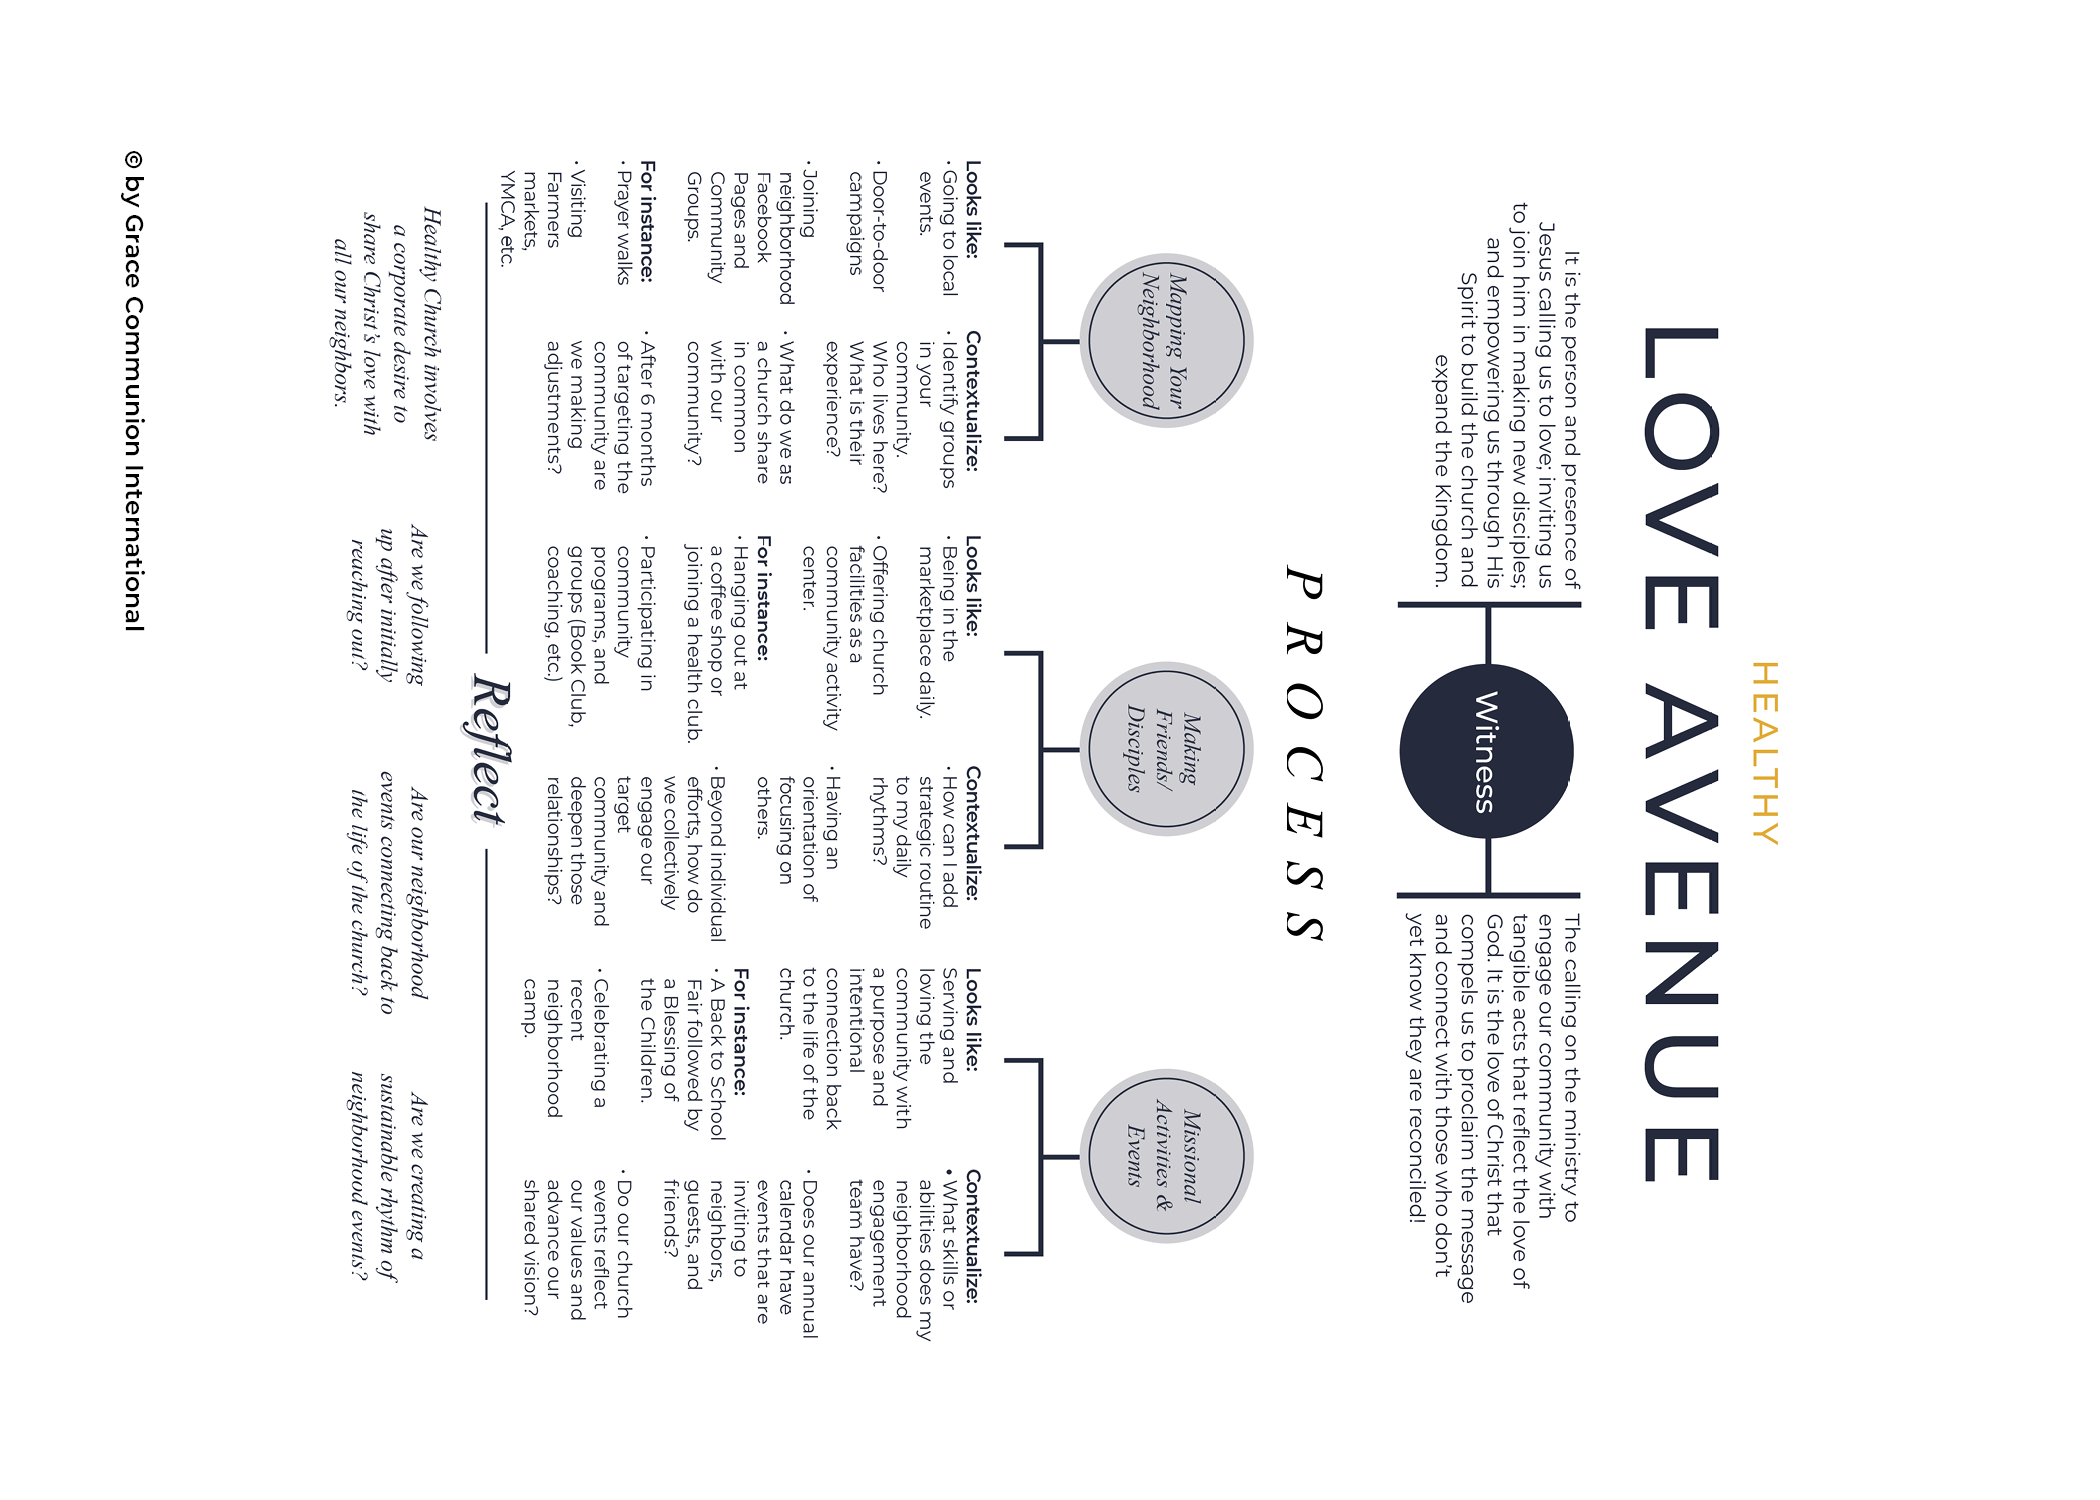 HEALTHY
LOVE AVENUE
It is the person and presence of
Jesus calling us to love; inviting us
to join him in making new disciples;
and empowering us through His
Spirit to build the church and
expand the Kingdom.
Witness
The calling on the ministry to
engage our community with
tangible acts that reflect the love of
God. It is the love of Christ that
compels us to proclaim the message
and connect with those who don't
yet know they are reconciled!
PROCESS
Mapping Your
Neighborhood
Looks like:
· Going to local
events.
· Door-to-door
campaigns
· Joining
neighborhood
Facebook
Pages and
Community
Groups.
For instance:
· Prayer walks
· Visiting
Farmers
markets,
YMCA, etc.
Contextualize:
· Identify groups
in your
community.
Who lives here?
What is their
experience?
· What do we as
a church share
in common
with our
community?
· After 6 months
of targeting the
community are
we making
adjustments?
Making
Friends/
Disciples
Looks like:
· Being in the
marketplace daily.
· Offering church
facilities as a
community activity
center.
For instance:
· Hanging out at
a coffee shop or
joining a health club.
· Participating in
community
programs, and
groups (Book Club,
coaching, etc.)
Contextualize:
· How can I add
strategic routine
to my daily
rhythms?
· Having an
orientation of
focusing on
others.
· Beyond individual
efforts, how do
we collectively
engage our
target
community and
deepen those
relationships?
Missional
Activities &
Events
Looks like:
Serving and
loving the
community with
a purpose and
intentional
connection back
to the life of the
church.
For instance:
· A Back to School
Fair followed by
a Blessing of
the Children.
· Celebrating a
recent
neighborhood
camp.
Contextualize:
• What skills or
abilities does my
neighborhood
engagement
team have?
· Does our annual
calendar have
events that are
inviting to
neighbors,
guests, and
friends?
· Do our church
events reflect
our values and
advance our
shared vision?
Reflect
Healthy Church involves
a corporate desire to
share Christ's love with
all our neighbors.
Are we following
up after initially
reaching out?
Are our neighborhood
events connecting back to
the life of the church?
Are we creating a
sustainable rhythm of
neighborhood events?
© by Grace Communion International